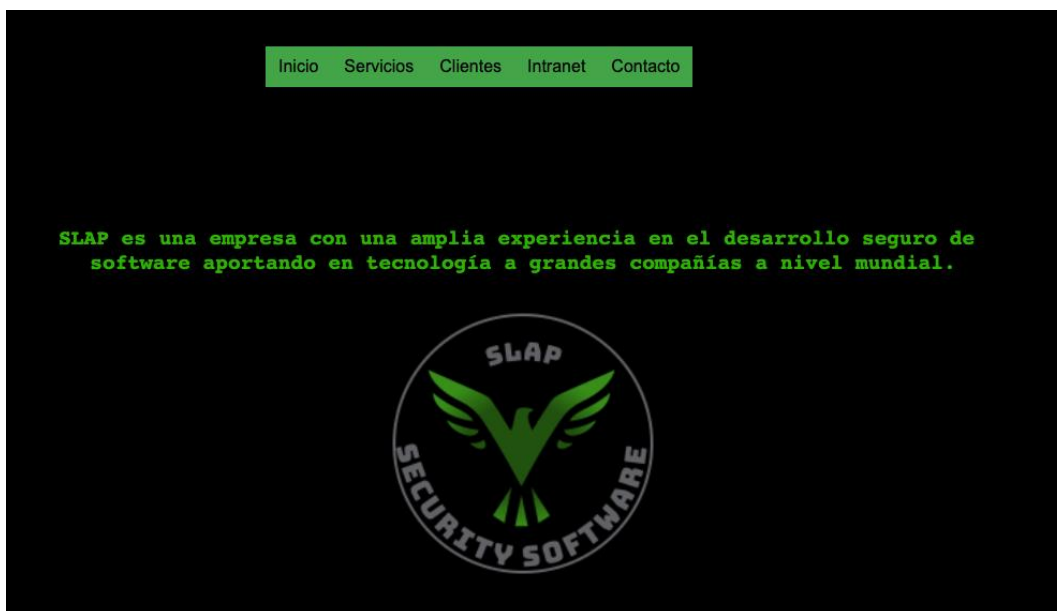 Inicio Servicios Clientes Intranet Contacto
SLAP es una empresa con una amplia experiencia en el desarrollo seguro de
software aportando en tecnología a grandes compañías a nivel mundial.
SLAP
SECURITY SOFTWARE